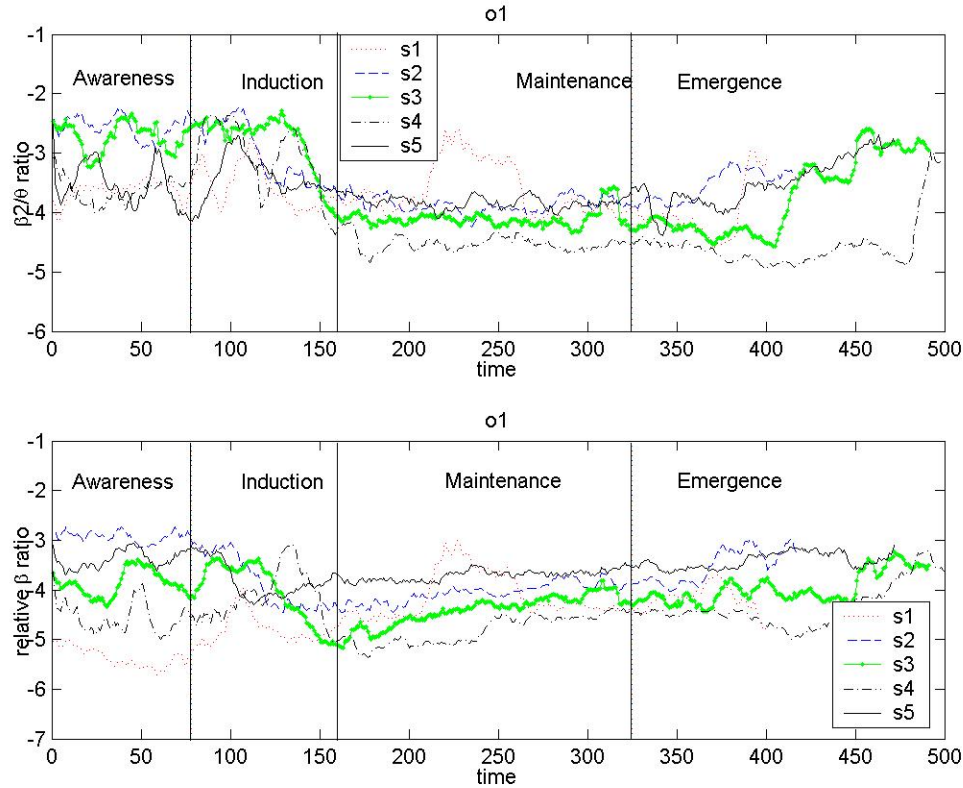 o1
-1
s1
Awareness Induction Maintenance Emergence
s2
-2
s3
s4
-3
s5
β2/θ ratio
-4
-5
-6
0 50 100 150 200 250 300 350 400 450 500
time
o1
-1
Awareness Induction Maintenance Emergence
-2
-3
relative β ratio
-4
s1
-5
s2
s3
-6
s4
s5
-7
0 50 100 150 200 250 300 350 400 450 500
time